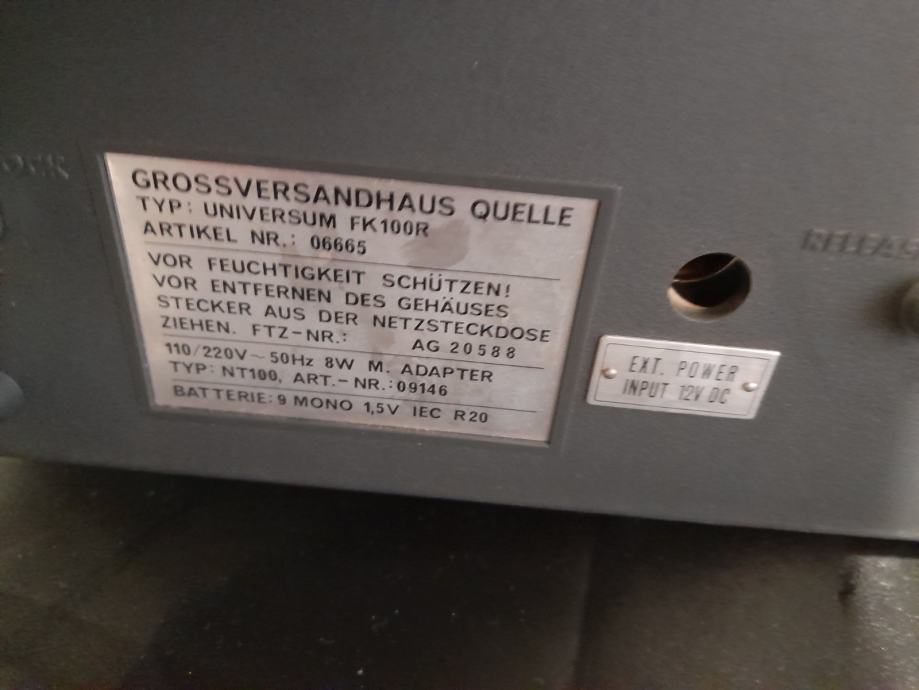 GROSSVERSANDHAUS QUELLE
TYP: UNIVERSUM FK100R
ARTIKEL NR.: 06665
VOR FEUCHTIGKEIT SCHÜTZEN!
VOR ENTFERNEN DES GEHÄUSES
STECKER AUS DER NETZSTECKDOSE
ZIEHEN. FTZ-NR.: AG 20588
110/220V~50Hz 8W M. ADAPTER
TYP: NT100, ART.-NR.:09146
BATTERIE: 9 MONO 1,5V IEC R20
EXT. POWER
INPUT 12V DC